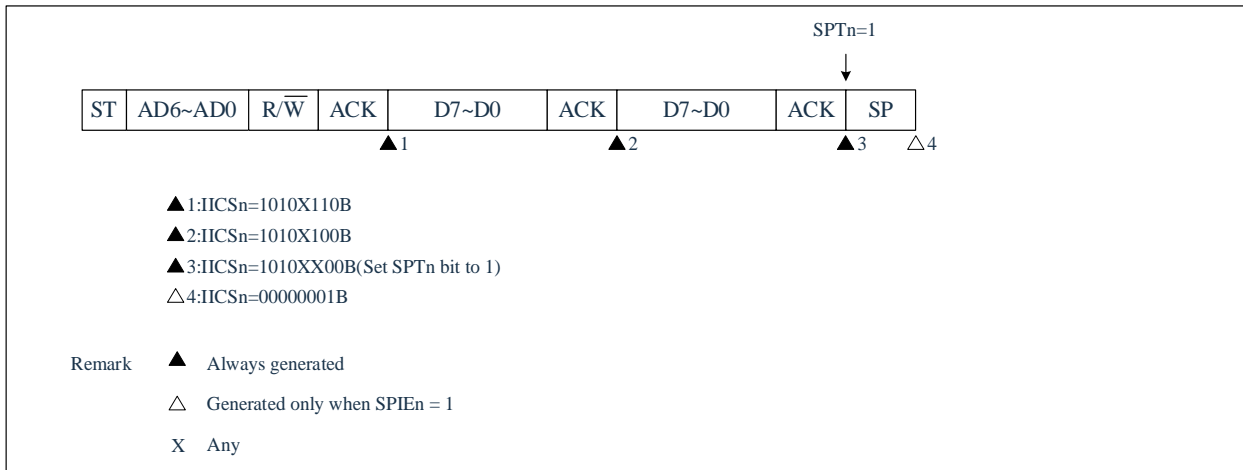 SPTn=1
ST AD6~AD0 R/W̅ ACK D7~D0 ACK D7~D0 ACK SP
▲1 ▲2 ▲3 △4
▲1:IICSn=1010X110B
▲2:IICSn=1010X100B
▲3:IICSn=1010XX00B(Set SPTn bit to 1)
△4:IICSn=00000001B
Remark ▲ Always generated
△ Generated only when SPIEn = 1
X Any